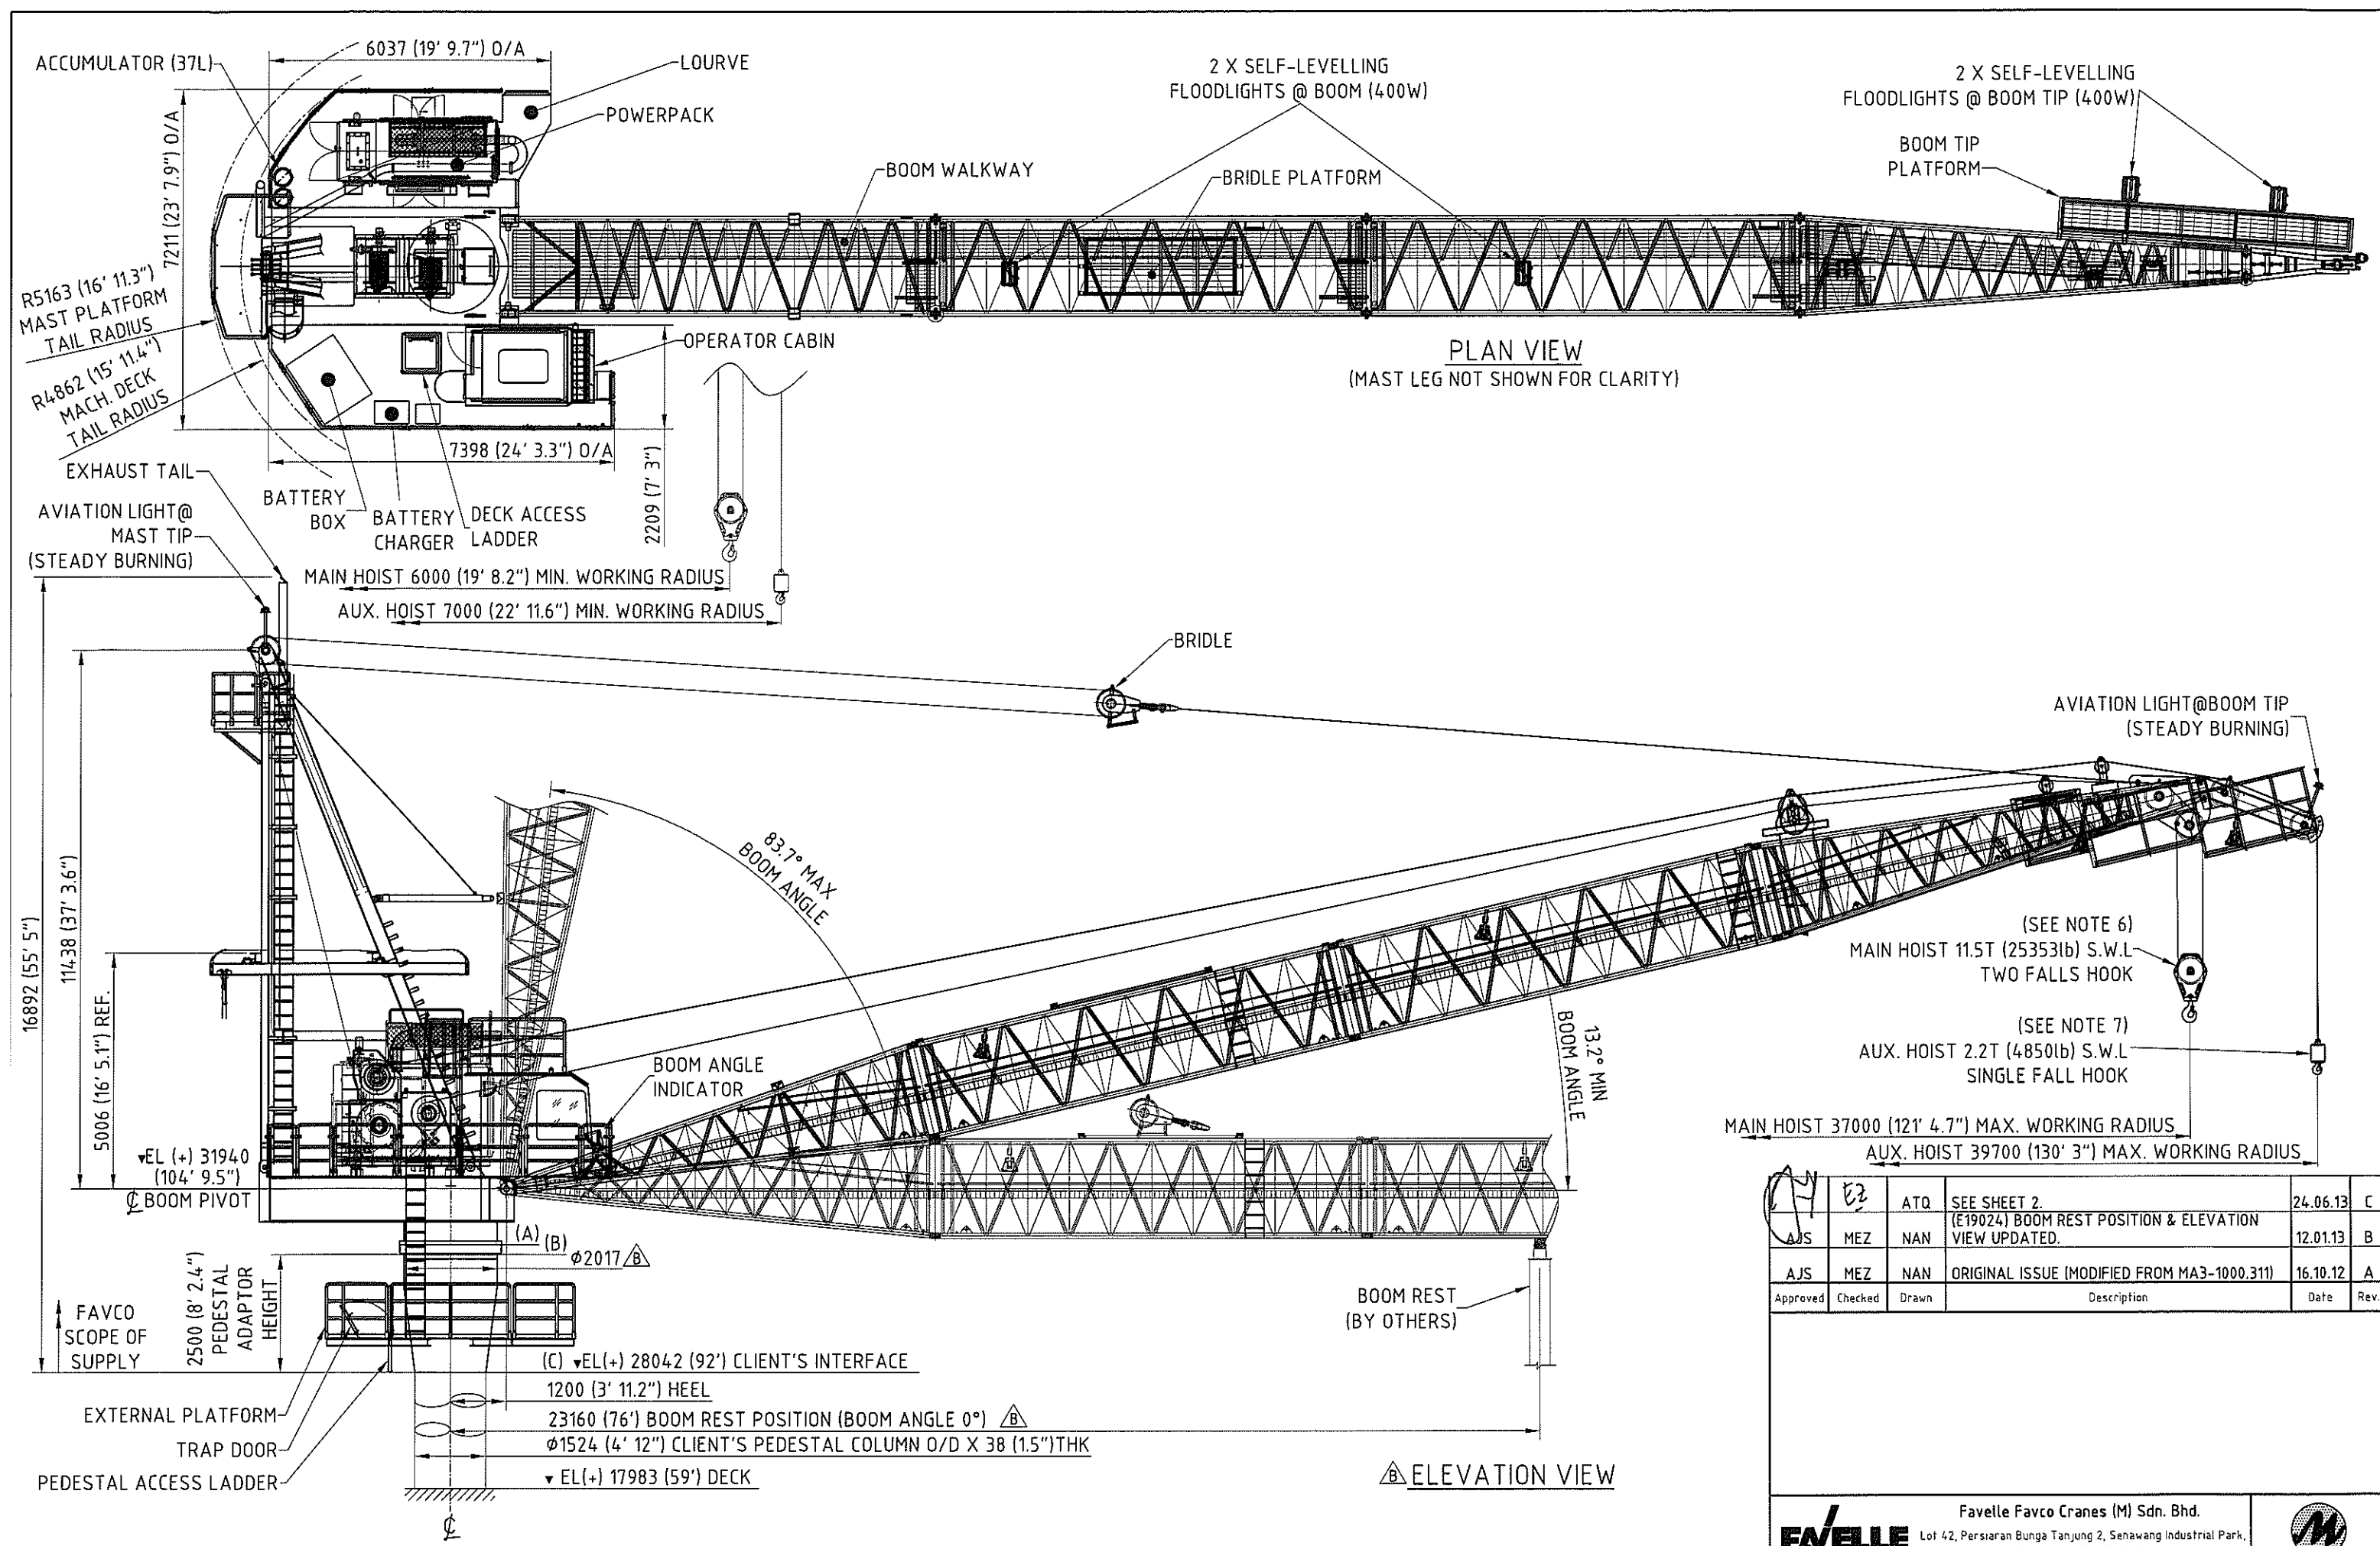 6037 (19' 9.7") O/A
ACCUMULATOR (37L)
LOURVE
POWERPACK
7211 (23' 7.9") O/A
2 X SELF-LEVELLING
FLOODLIGHTS @ BOOM (400W)
2 X SELF-LEVELLING
FLOODLIGHTS @ BOOM TIP (400W)
BOOM TIP
PLATFORM
BOOM WALKWAY
BRIDLE PLATFORM
R5163 (16' 11.3")
MAST PLATFORM
TAIL RADIUS
R4862 (15' 11.4")
MACH. DECK
TAIL RADIUS
OPERATOR CABIN
PLAN VIEW
(MAST LEG NOT SHOWN FOR CLARITY)
7398 (24' 3.3") O/A
2209 (7' 3")
EXHAUST TAIL
BATTERY
BOX
BATTERY
CHARGER
DECK ACCESS
LADDER
AVIATION LIGHT@
MAST TIP
(STEADY BURNING)
MAIN HOIST 6000 (19' 8.2") MIN. WORKING RADIUS
AUX. HOIST 7000 (22' 11.6") MIN. WORKING RADIUS
BRIDLE
AVIATION LIGHT@BOOM TIP
(STEADY BURNING)
83.7° MAX
BOOM ANGLE
16892 (55' 5")
11438 (37' 3.6")
5006 (16' 5.1") REF.
(SEE NOTE 6)
MAIN HOIST 11.5T (25353lb) S.W.L
TWO FALLS HOOK
(SEE NOTE 7)
AUX. HOIST 2.2T (4850lb) S.W.L
SINGLE FALL HOOK
13.2° MIN
BOOM ANGLE
BOOM ANGLE
INDICATOR
MAIN HOIST 37000 (121' 4.7") MAX. WORKING RADIUS
AUX. HOIST 39700 (130' 3") MAX. WORKING RADIUS
▾EL (+) 31940
(104' 9.5")
℄ BOOM PIVOT
(A)
(B)
ϕ2017 B
2500 (8' 2.4")
PEDESTAL
ADAPTOR
HEIGHT
FAVCO
SCOPE OF
SUPPLY
BOOM REST
(BY OTHERS)
(C) ▾EL(+) 28042 (92') CLIENT'S INTERFACE
1200 (3' 11.2") HEEL
23160 (76') BOOM REST POSITION (BOOM ANGLE 0°) B
ϕ1524 (4' 12") CLIENT'S PEDESTAL COLUMN O/D X 38 (1.5")THK
▾ EL(+) 17983 (59') DECK
EXTERNAL PLATFORM
TRAP DOOR
PEDESTAL ACCESS LADDER
℄
B ELEVATION VIEW
EZ ATQ SEE SHEET 2. 24.06.13 C
AJS MEZ NAN (E19024) BOOM REST POSITION & ELEVATION
VIEW UPDATED. 12.01.13 B
AJS MEZ NAN ORIGINAL ISSUE (MODIFIED FROM MA3-1000.311) 16.10.12 A
Approved Checked Drawn Description Date Rev.
FAVELLE
Favelle Favco Cranes (M) Sdn. Bhd.
Lot 42, Persiaran Bunga Tanjung 2, Senawang Industrial Park,